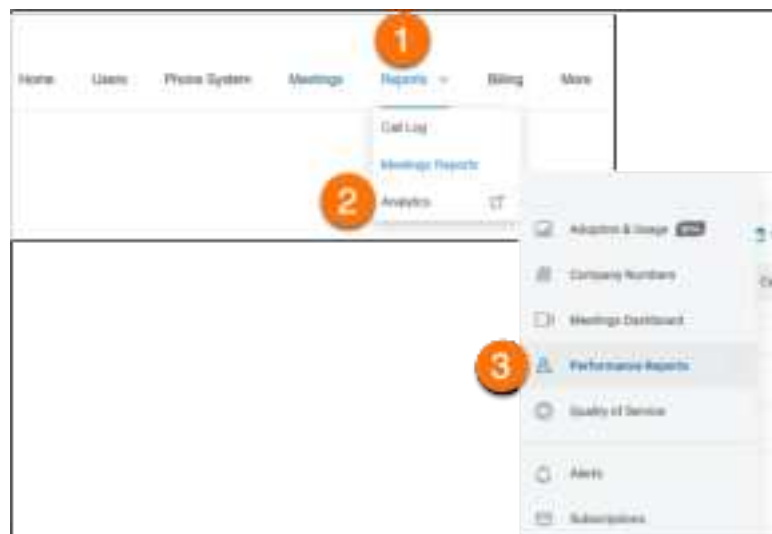 1
Home Users Phone System Meetings Reports Billing More
Call Log
Meetings Reports
2 Analytics
Adoption & Usage
Company Numbers
Meetings Dashboard
3 Performance Reports
Quality of Service
Alerts
Subscriptions